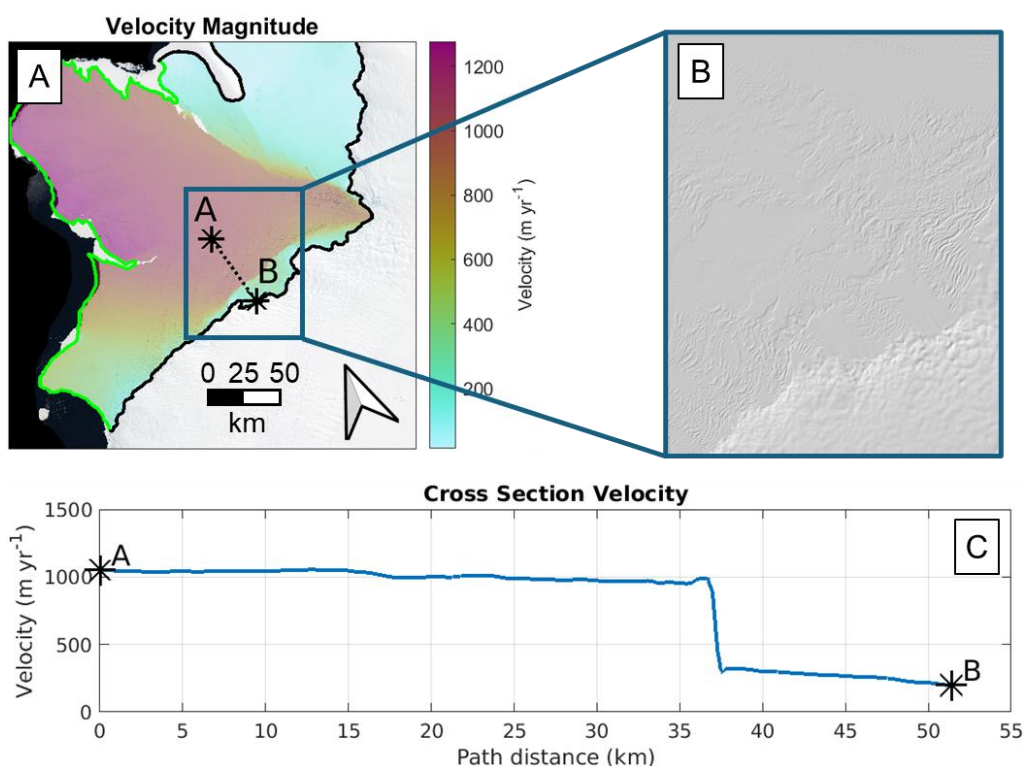 Velocity Magnitude
A
A
B
0 25 50
km
1200
1000
800
600
400
200
Velocity (m yr⁻¹)
B
Cross Section Velocity
1500
1000
500
0
Velocity (m yr⁻¹)
A
B
C
0 5 10 15 20 25 30 35 40 45 50 55
Path distance (km)